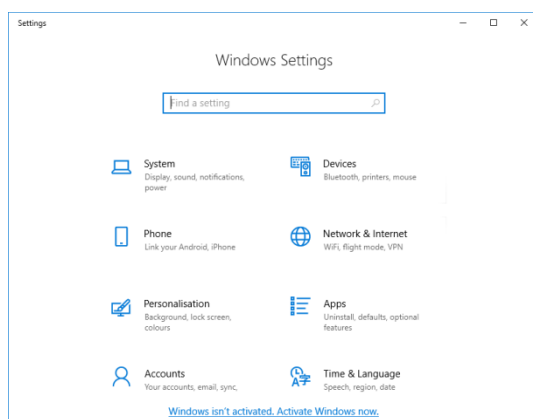 Settings
Windows Settings
Find a setting
System
Display, sound, notifications,
power
Devices
Bluetooth, printers, mouse
Phone
Link your Android, iPhone
Network & Internet
WiFi, flight mode, VPN
Personalisation
Background, lock screen,
colours
Apps
Uninstall, defaults, optional
features
Accounts
Your accounts, email, sync,
Time & Language
Speech, region, date
Windows isn't activated. Activate Windows now.